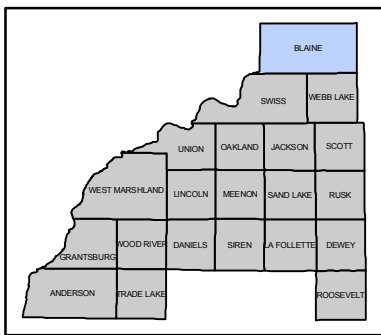 BLAINE
SWISS
WEBB LAKE
UNION
OAKLAND
JACKSON
SCOTT
WEST MARSHLAND
LINCOLN
MEENON
SAND LAKE
RUSK
GRANTSBURG
WOOD RIVER
DANIELS
SIREN
LA FOLLETTE
DEWEY
ANDERSON
TRADE LAKE
ROOSEVELT